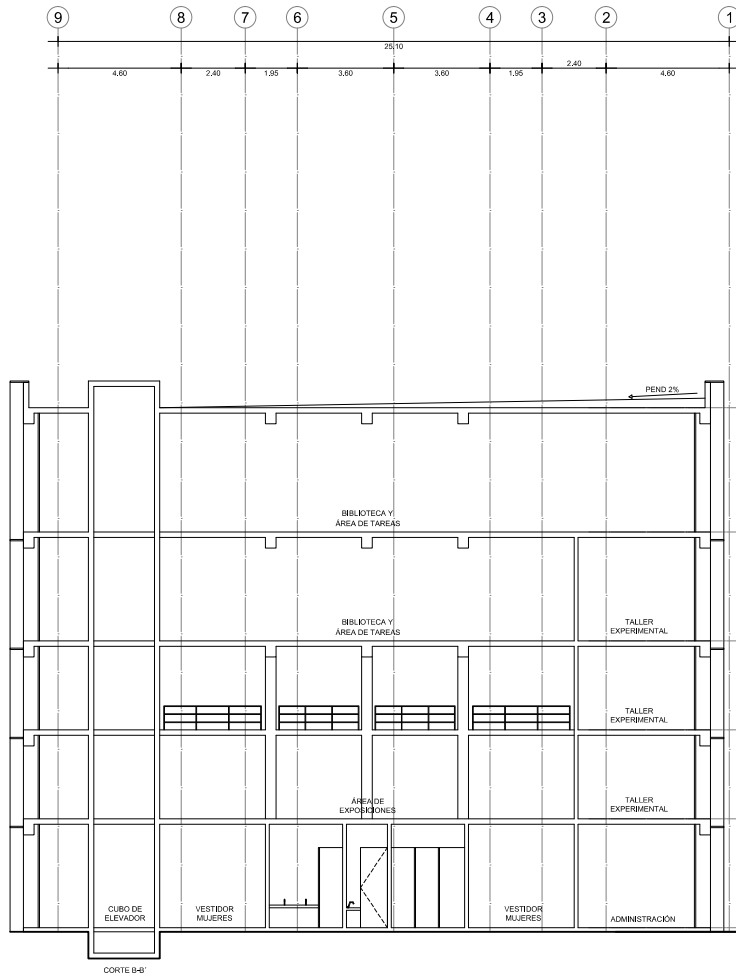 9 8 7 6 5 4 3 2 1
25.10
2.40
4.60 2.40 1.95 3.60 3.60 1.95 4.60
PEND 2%
BIBLIOTECA Y
ÁREA DE TAREAS
BIBLIOTECA Y
ÁREA DE TAREAS
TALLER
EXPERIMENTAL
TALLER
EXPERIMENTAL
ÁREA DE
EXPOSICIONES
TALLER
EXPERIMENTAL
CUBO DE
ELEVADOR
VESTIDOR
MUJERES
VESTIDOR
MUJERES
ADMINISTRACIÓN
CORTE B-B'